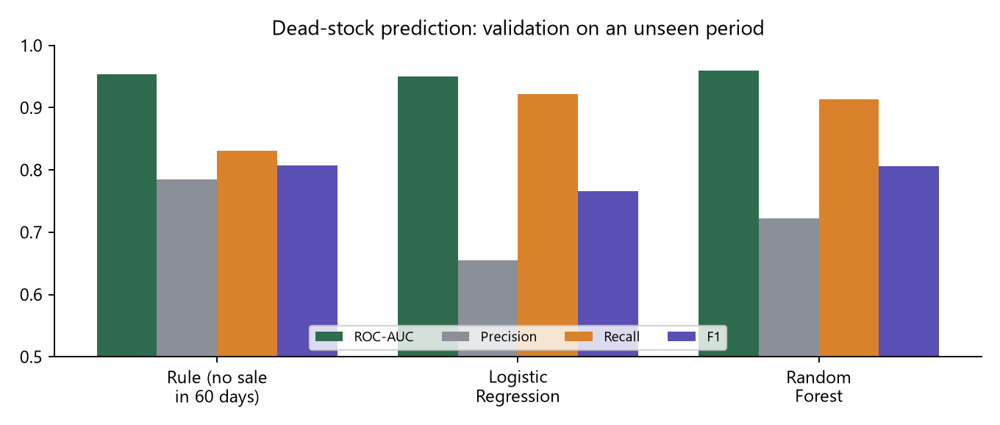 Dead-stock prediction: validation on an unseen period
1.0
0.9
0.8
0.7
0.6
0.5
ROC-AUC Precision Recall F1
Rule (no sale
in 60 days)
Logistic
Regression
Random
Forest